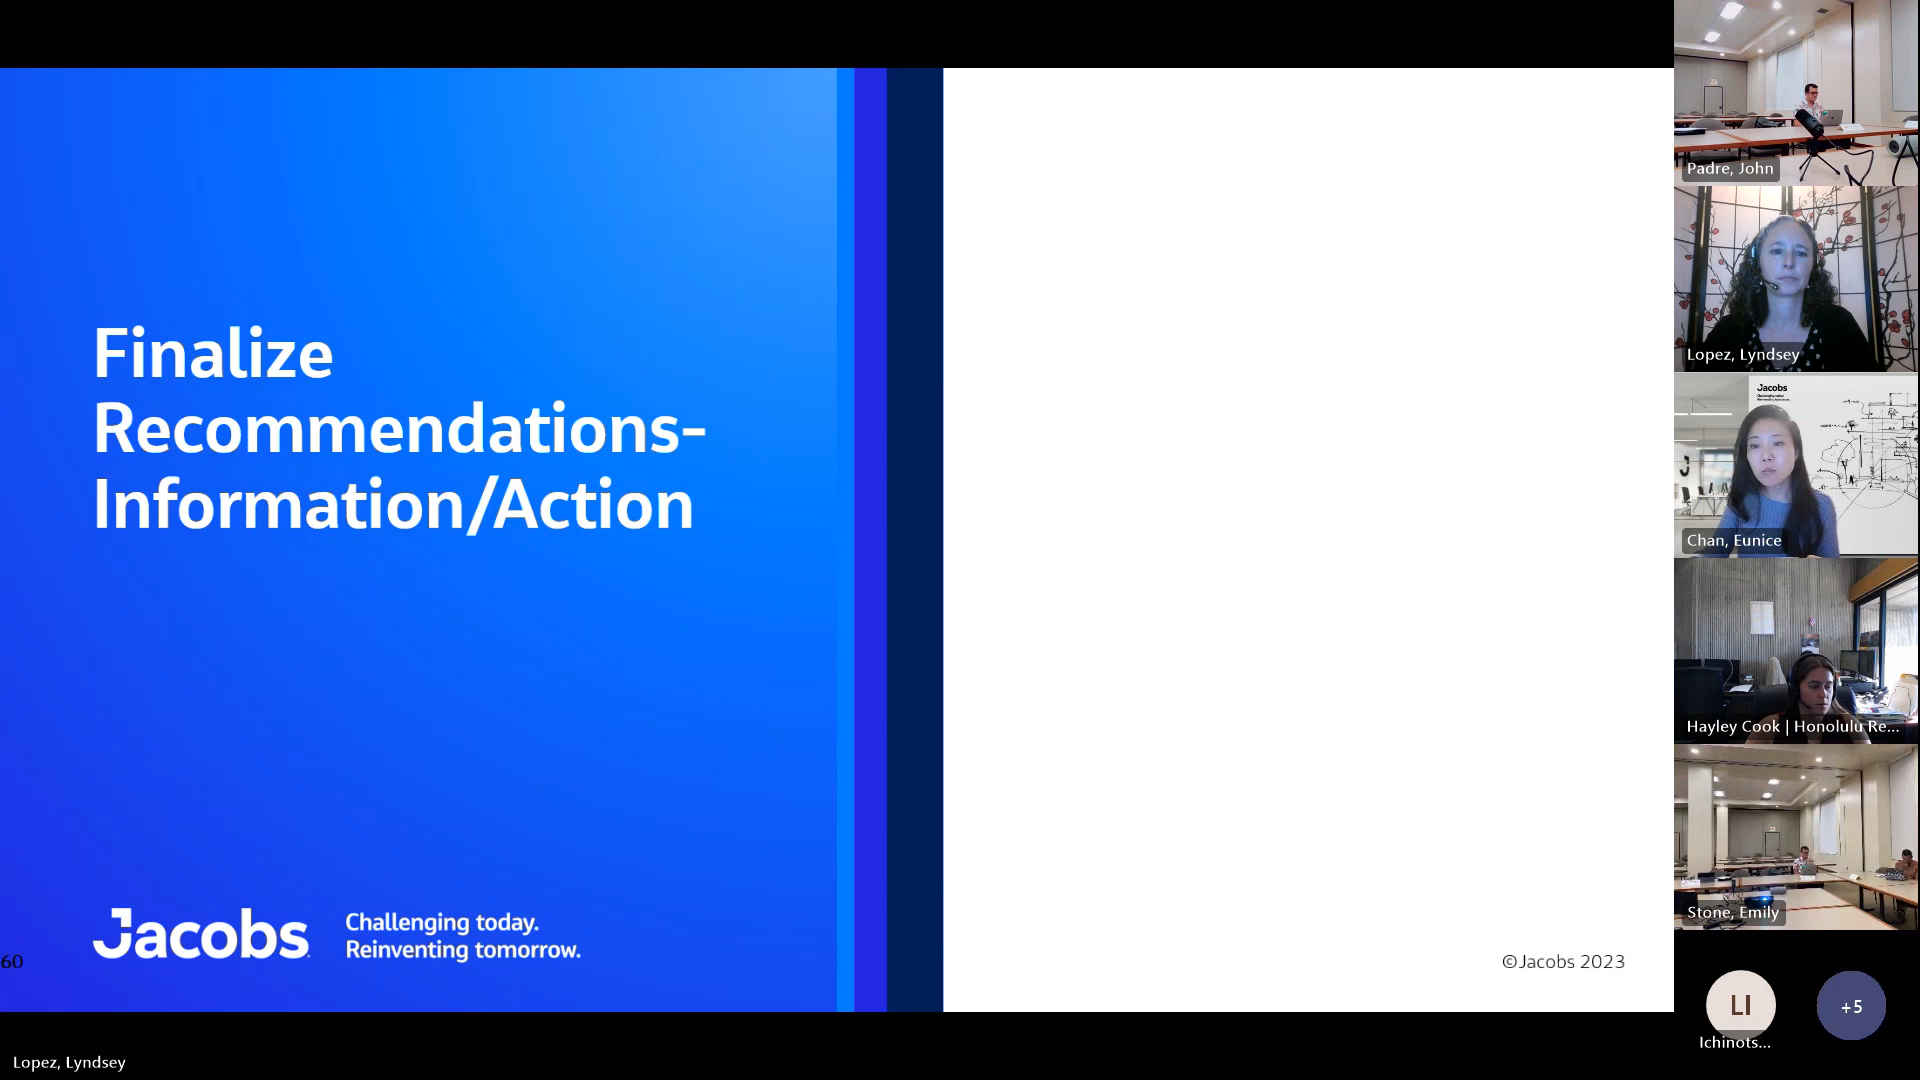 Finalize
Recommendations-
Information/Action
Jacobs
Challenging today.
Reinventing tomorrow.
60
©Jacobs 2023
Lopez, Lyndsey
Padre, John
Lopez, Lyndsey
Jacobs
Chan, Eunice
Hayley Cook | Honolulu Re...
Stone, Emily
LI
Ichinots...
+5